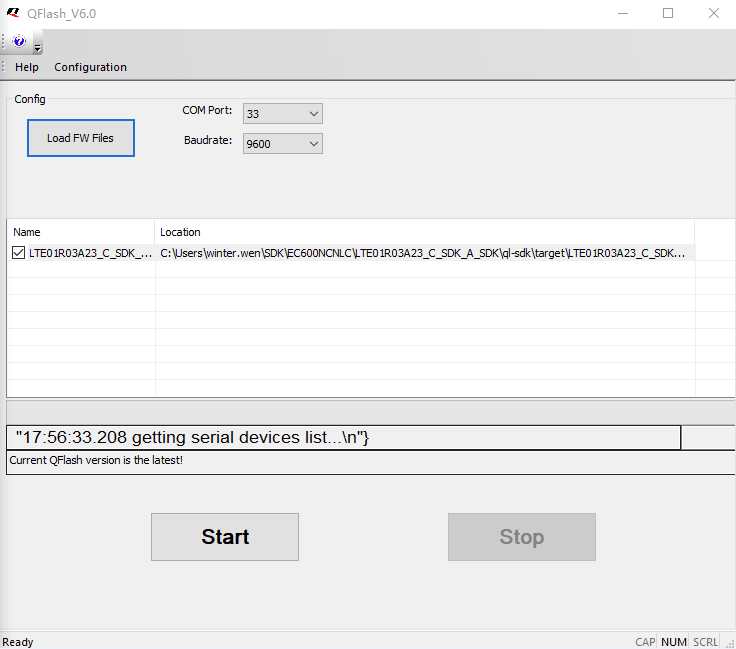 QFlash_V6.0
Help Configuration
Config
COM Port: 33
Load FW Files
Baudrate: 9600
Name Location
LTE01R03A23_C_SDK_... C:\Users\winter.wen\SDK\EC600NCNLC\LTE01R03A23_C_SDK_A_SDK\ql-sdk\target\LTE01R03A23_C_SDK...
"17:56:33.208 getting serial devices list...\n"}
Current QFlash version is the latest!
Start Stop
Ready CAP NUM SCRL